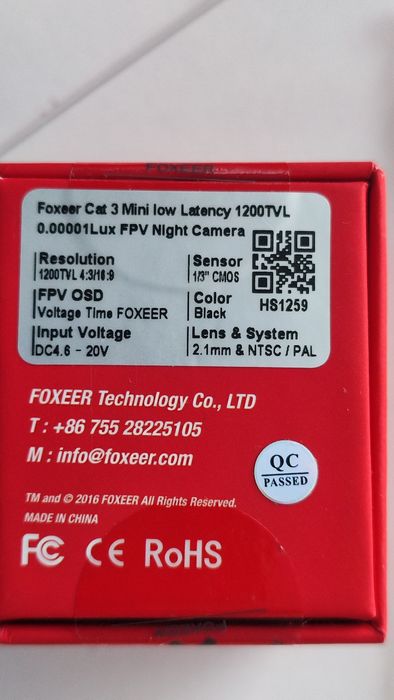 FOXEER
Foxeer Cat 3 Mini low Latency 1200TVL
0.00001Lux FPV Night Camera
Resolution
1200TVL 4:3/16:9
Sensor
1/3" CMOS
FPV OSD
Voltage Time FOXEER
Color
Black
HS1259
Input Voltage
DC4.6 - 20V
Lens & System
2.1mm & NTSC / PAL
FOXEER Technology Co., LTD
T : +86 755 28225105
M : info@foxeer.com
QC
PASSED
TM and © 2016 FOXEER All Rights Reserved.
MADE IN CHINA
FC CE RoHS
FOXEER